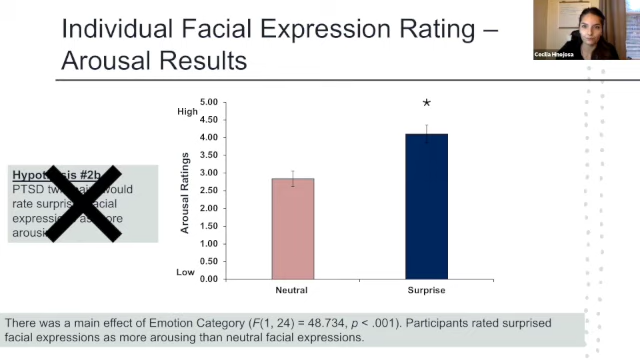 Individual Facial Expression Rating –
Arousal Results
Cecilia Hinojosa
*
High
5.00
4.50
4.00
3.50
3.00
2.50
2.00
1.50
1.00
0.50
0.00
Low
Arousal Ratings
Neutral
Surprise
Hypothesis #2b
PTSD would
rate facial
as more
There was a main effect of Emotion Category (F(1, 24) = 48.734, p < .001). Participants rated surprised
facial expressions as more arousing than neutral facial expressions.